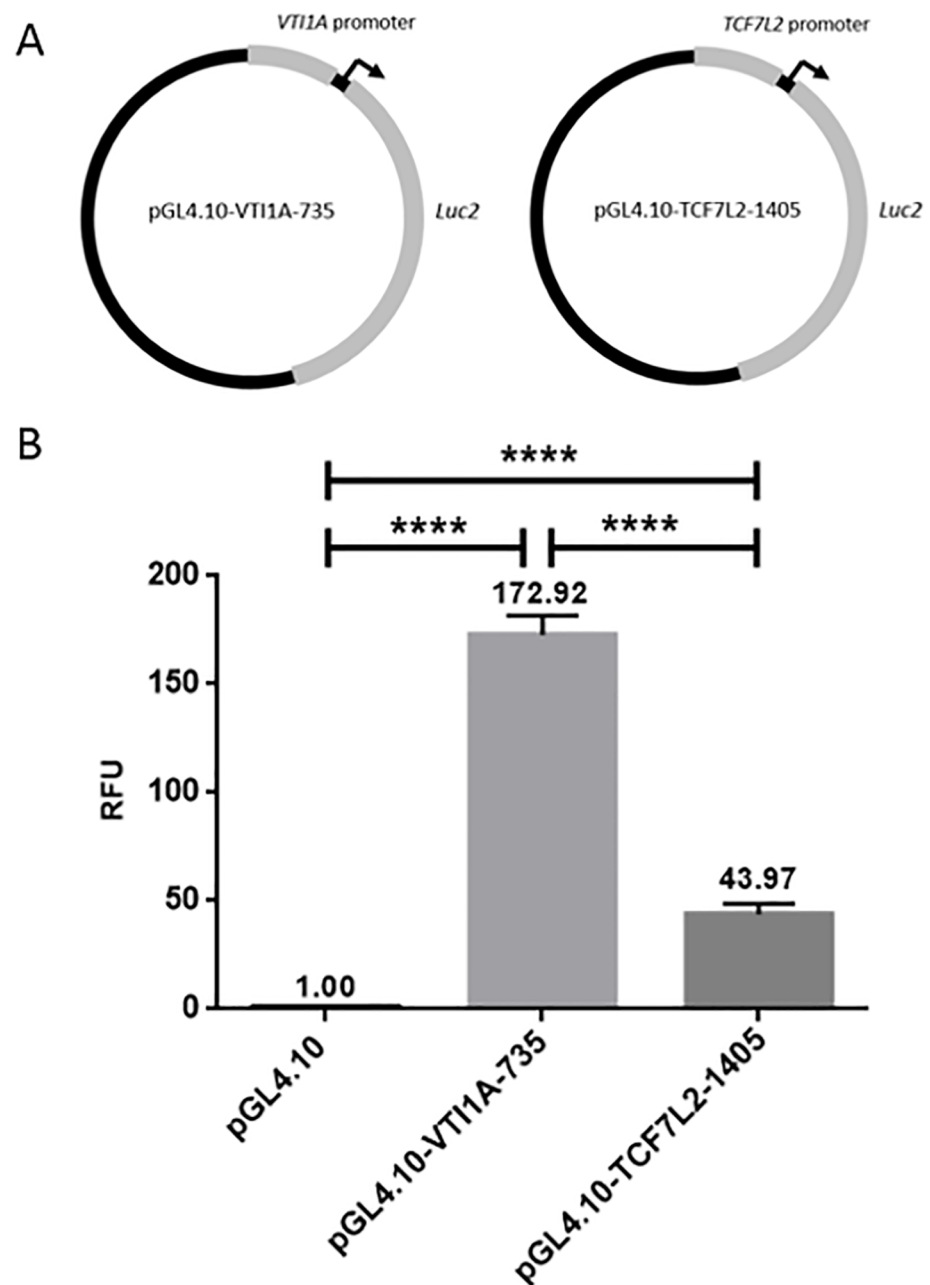 A
VTI1A promoter
TCF7L2 promoter
pGL4.10-VTI1A-735
Luc2
pGL4.10-TCF7L2-1405
Luc2
B
****
****
****
200
172.92
150
RFU
100
50
43.97
1.00
0
pGL4.10
pGL4.10-VTI1A-735
pGL4.10-TCF7L2-1405